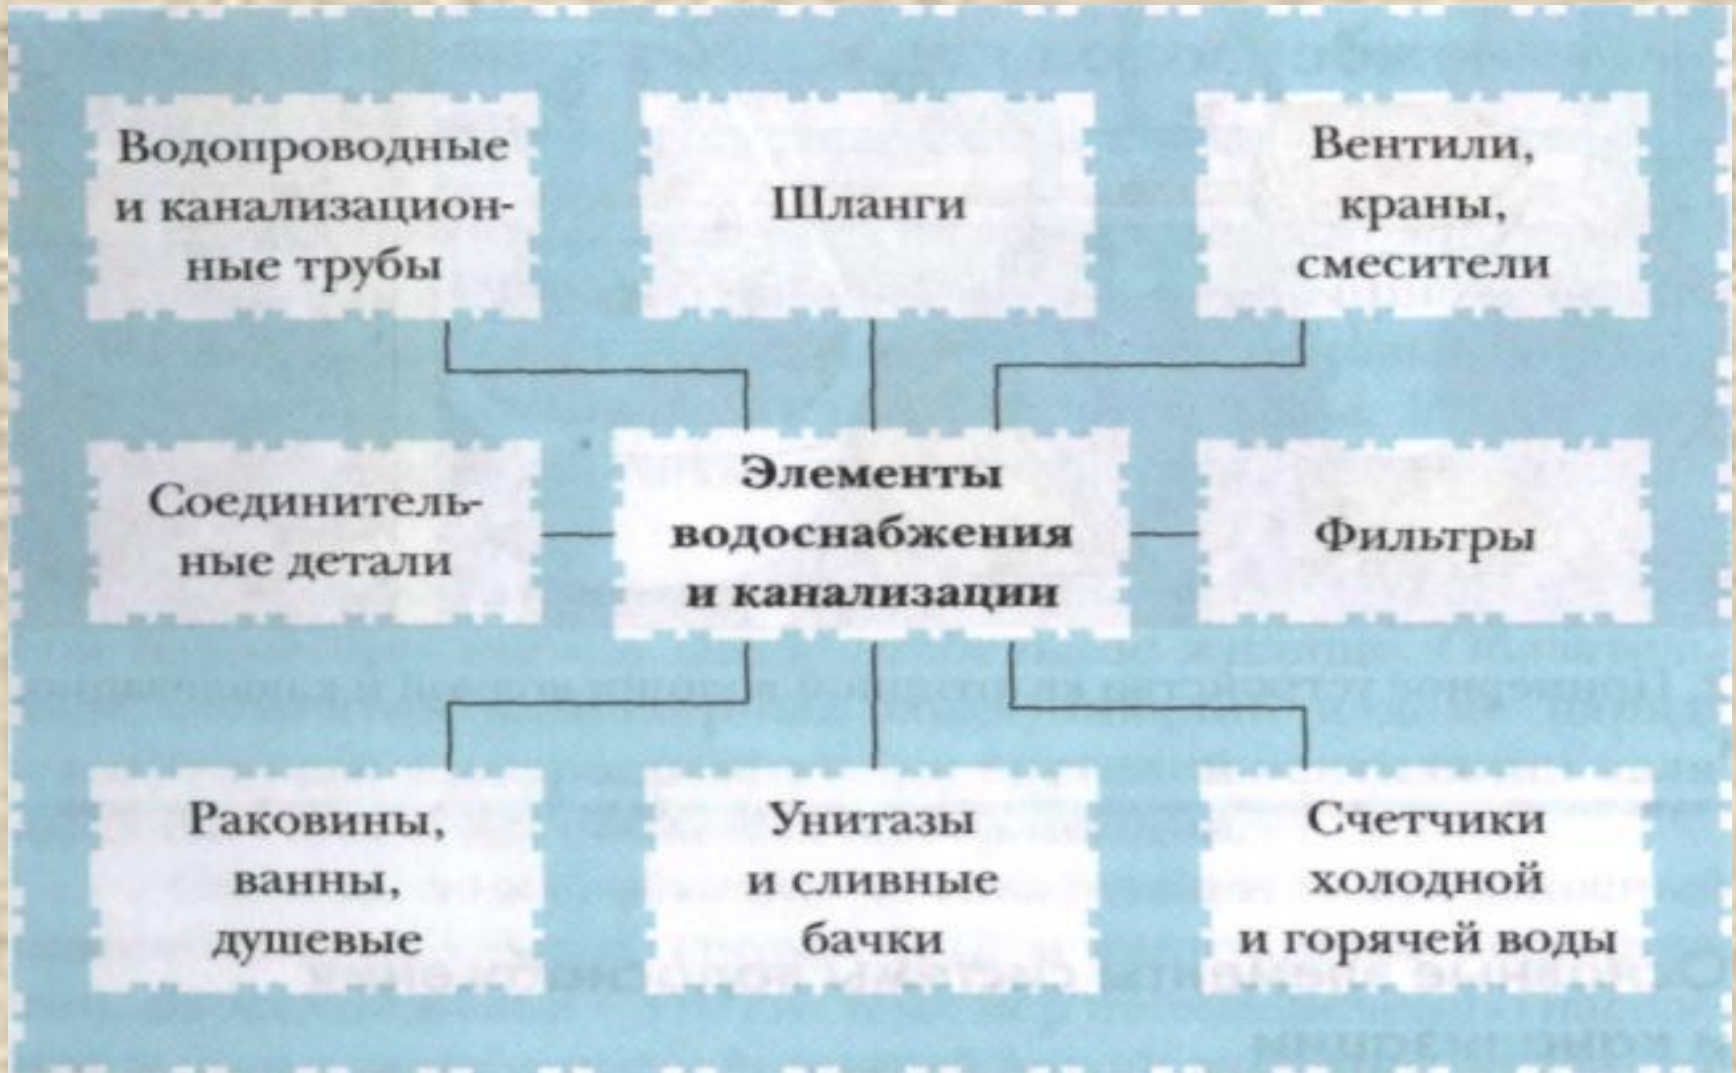 Водопроводные
и канализацион-
ные трубы
Шланги
Вентили,
краны,
смесители
Соединитель-
ные детали
Элементы
водоснабжения
и канализации
Фильтры
Раковины,
ванны,
душевые
Унитазы
и сливные
бачки
Счетчики
холодной
и горячей воды